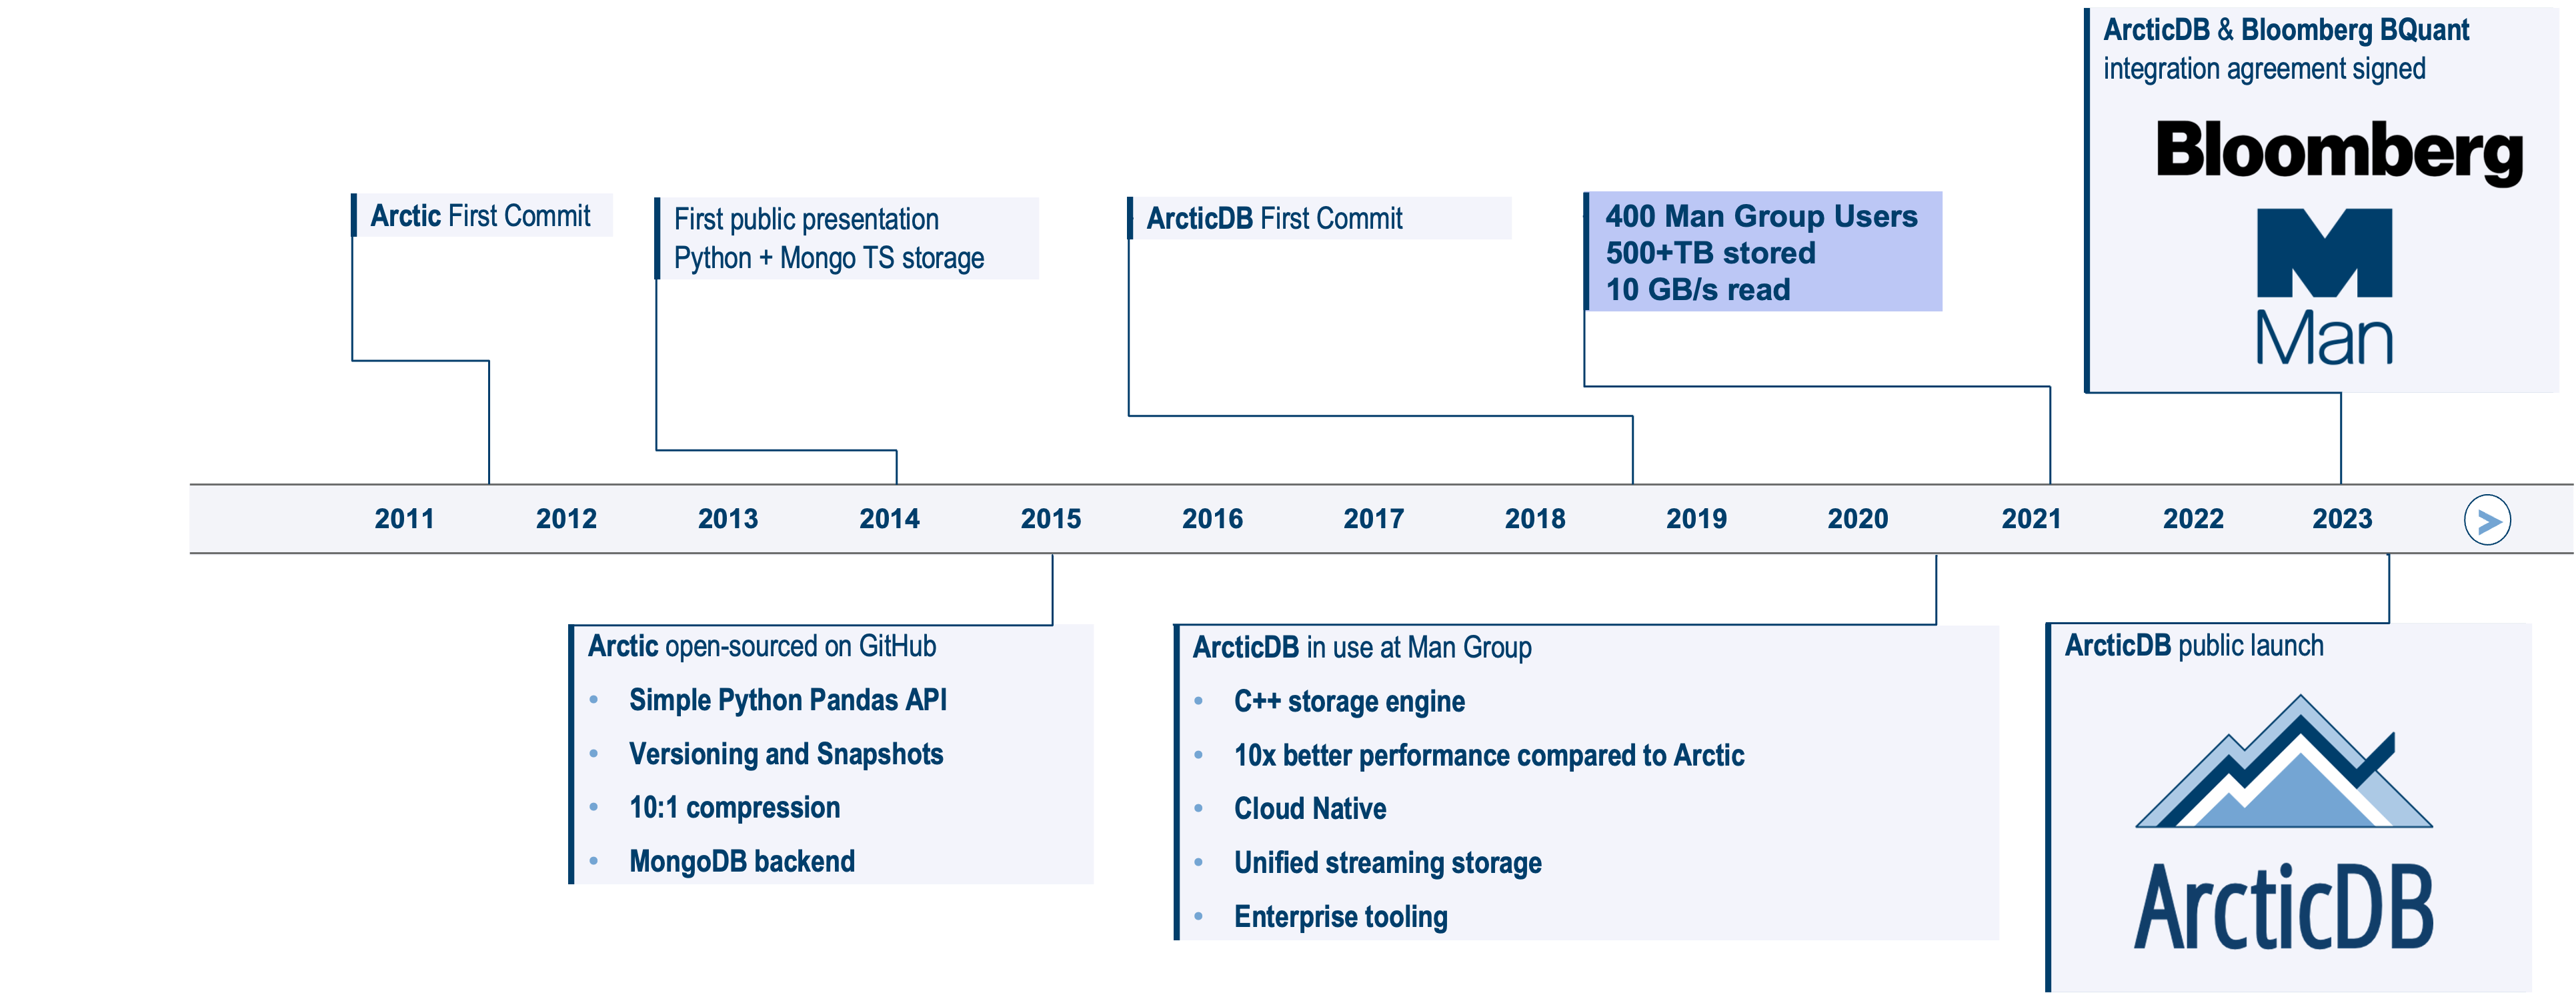 ArcticDB & Bloomberg BQuant
integration agreement signed
Bloomberg
M
Man
Arctic First Commit
First public presentation
Python + Mongo TS storage
ArcticDB First Commit
400 Man Group Users
500+TB stored
10 GB/s read
2011 2012 2013 2014 2015 2016 2017 2018 2019 2020 2021 2022 2023 >
Arctic open-sourced on GitHub
• Simple Python Pandas API
• Versioning and Snapshots
• 10:1 compression
• MongoDB backend
ArcticDB in use at Man Group
• C++ storage engine
• 10x better performance compared to Arctic
• Cloud Native
• Unified streaming storage
• Enterprise tooling
ArcticDB public launch
ArcticDB